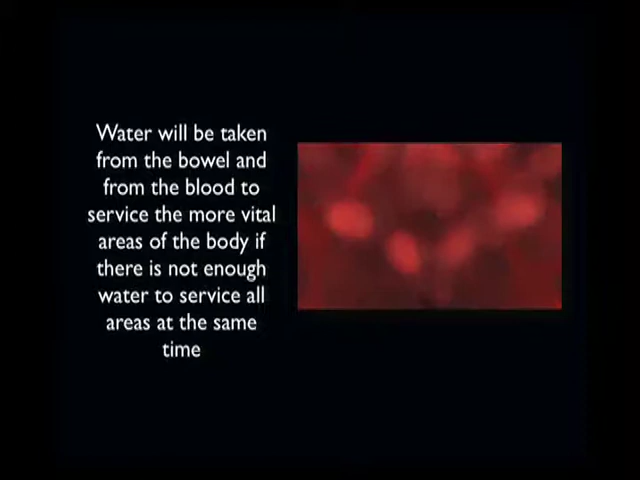 Water will be taken
from the bowel and
from the blood to
service the more vital
areas of the body if
there is not enough
water to service all
areas at the same
time